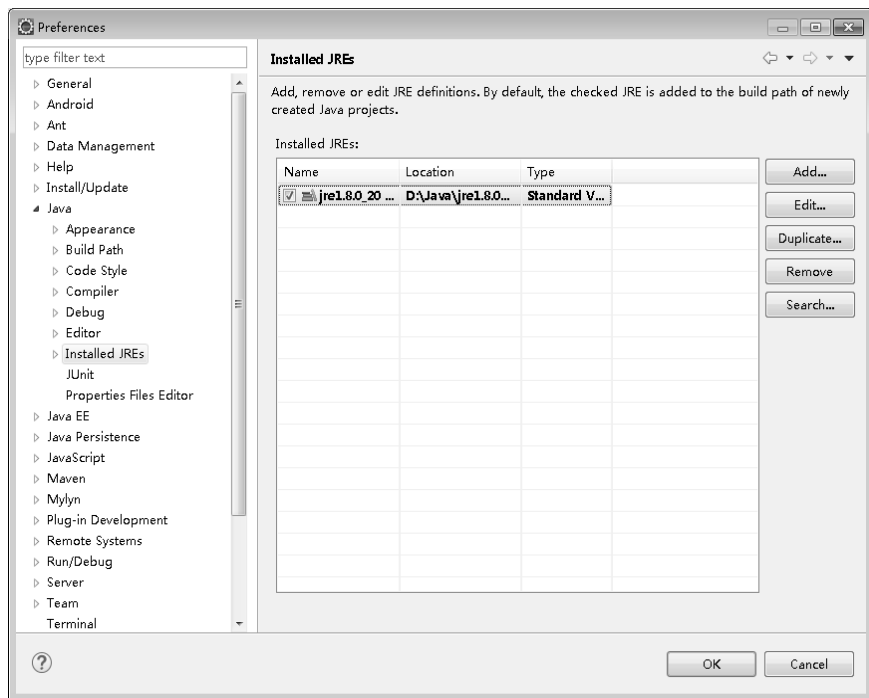 Preferences
type filter text
General
Android
Ant
Data Management
Help
Install/Update
Java
Appearance
Build Path
Code Style
Compiler
Debug
Editor
Installed JREs
JUnit
Properties Files Editor
Java EE
Java Persistence
JavaScript
Maven
Mylyn
Plug-in Development
Remote Systems
Run/Debug
Server
Team
Terminal
Installed JREs
Add, remove or edit JRE definitions. By default, the checked JRE is added to the build path of newly
created Java projects.
Installed JREs:
Name Location Type
jre1.8.0_20 ... D:\Java\jre1.8.0... Standard V...
Add...
Edit...
Duplicate...
Remove
Search...
OK Cancel